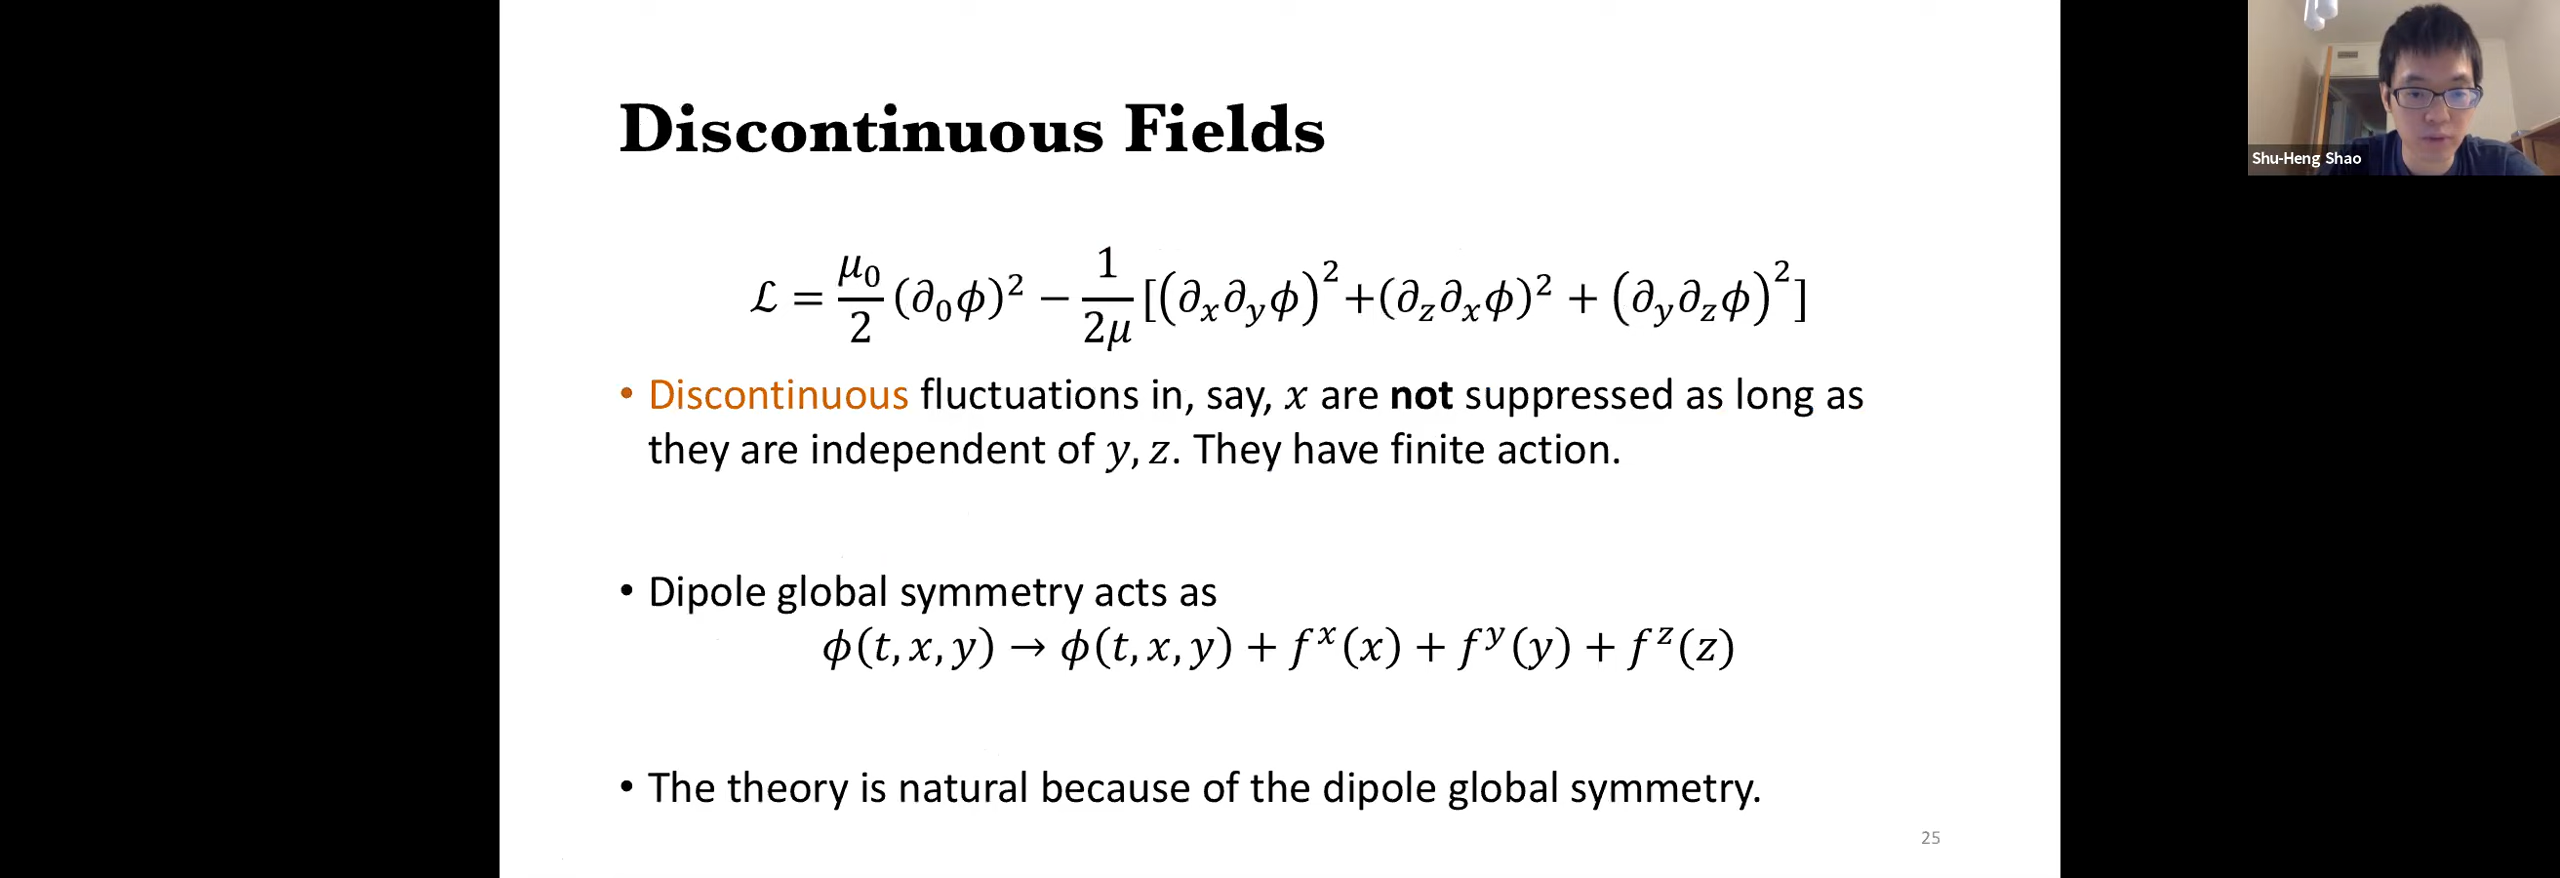 Discontinuous Fields
Shu-Heng Shao
ℒ = μ₀/2 (∂₀ϕ)² − 1/2μ [(∂ₓ∂_yϕ)² + (∂_z∂ₓϕ)² + (∂_y∂_zϕ)²]
• Discontinuous fluctuations in, say, x are not suppressed as long as
they are independent of y, z. They have finite action.
• Dipole global symmetry acts as
ϕ(t, x, y) → ϕ(t, x, y) + fˣ(x) + fʸ(y) + fᶻ(z)
• The theory is natural because of the dipole global symmetry.
25